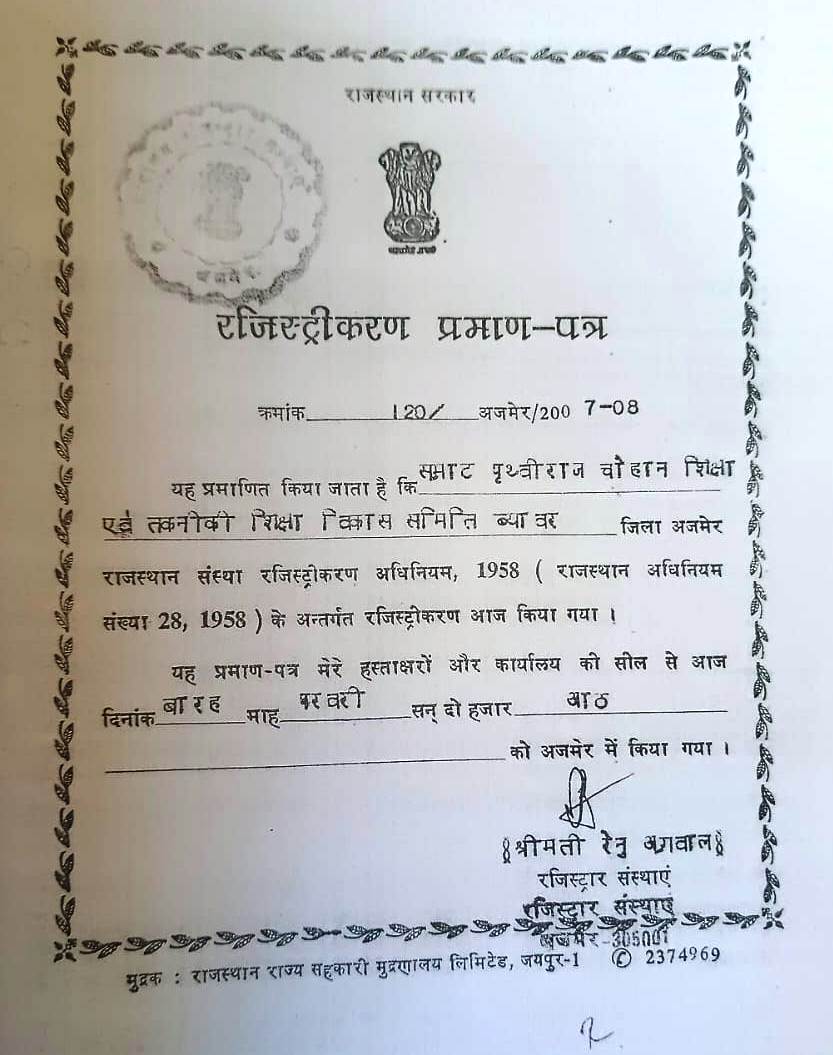 राजस्थान सरकार
रजिस्ट्रीकरण प्रमाण-पत्र
क्रमांक 120/ अजमेर/200 7-08
यह प्रमाणित किया जाता है कि सम्राट पृथ्वीराज चौहान शिक्षा
एवं तकनीकी शिक्षा विकास समिति ब्यावर जिला अजमेर
राजस्थान संस्था रजिस्ट्रीकरण अधिनियम, 1958 ( राजस्थान अधिनियम
संख्या 28, 1958 ) के अन्तर्गत रजिस्ट्रीकरण आज किया गया ।
यह प्रमाण-पत्र मेरे हस्ताक्षरों और कार्यालय की सील से आज
दिनांक बारह माह फरवरी सन् दो हजार आठ
को अजमेर में किया गया ।
श्रीमती रेनु अग्रवाल
रजिस्ट्रार संस्थाएं
रजिस्ट्रार संस्थाएं
अजमेर-305001
मुद्रक : राजस्थान राज्य सहकारी मुद्रणालय लिमिटेड, जयपुर-1 2374969